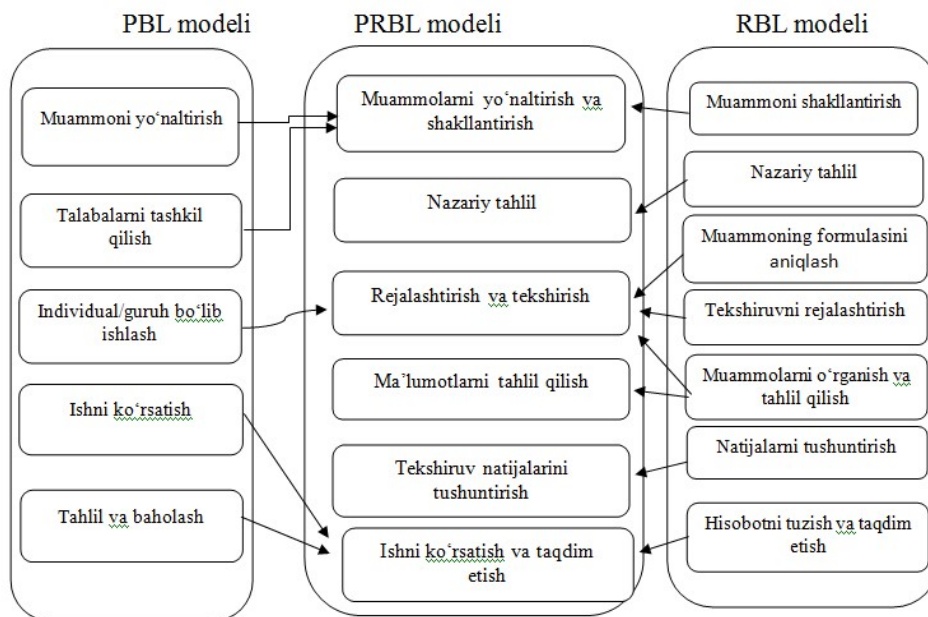 PBL modeli
Muammoni yo‘naltirish
Talabalarni tashkil
qilish
Individual/guruh bo‘lib
ishlash
Ishni ko‘rsatish
Tahlil va baholash
PRBL modeli
Muammolarni yo‘naltirish va
shakllantirish
Nazariy tahlil
Rejalashtirish va tekshirish
Ma’lumotlarni tahlil qilish
Tekshiruv natijalarini
tushuntirish
Ishni ko‘rsatish va taqdim
etish
RBL modeli
Muammoni shakllantirish
Nazariy tahlil
Muammoning formulasini
aniqlash
Tekshiruvni rejalashtirish
Muammolarni o‘rganish va
tahlil qilish
Natijalarni tushuntirish
Hisobotni tuzish va taqdim
etish